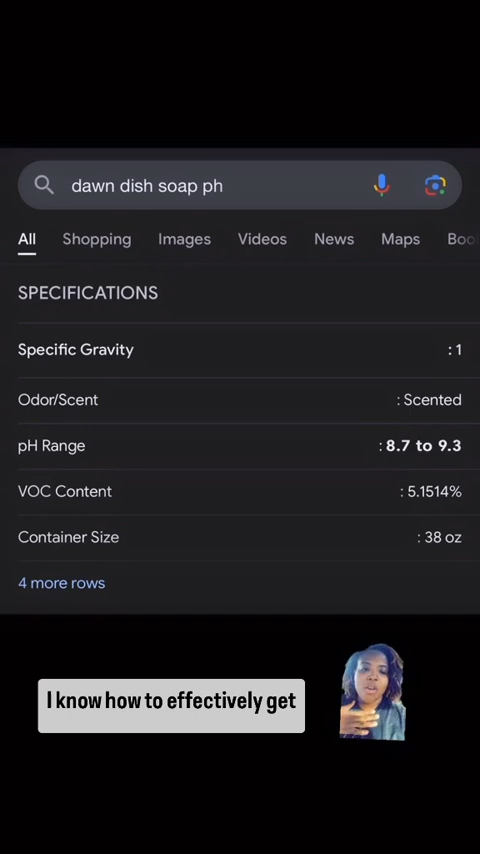 dawn dish soap ph
All Shopping Images Videos News Maps Boo
SPECIFICATIONS
Specific Gravity : 1
Odor/Scent : Scented
pH Range : 8.7 to 9.3
VOC Content : 5.1514%
Container Size : 38 oz
4 more rows
I know how to effectively get